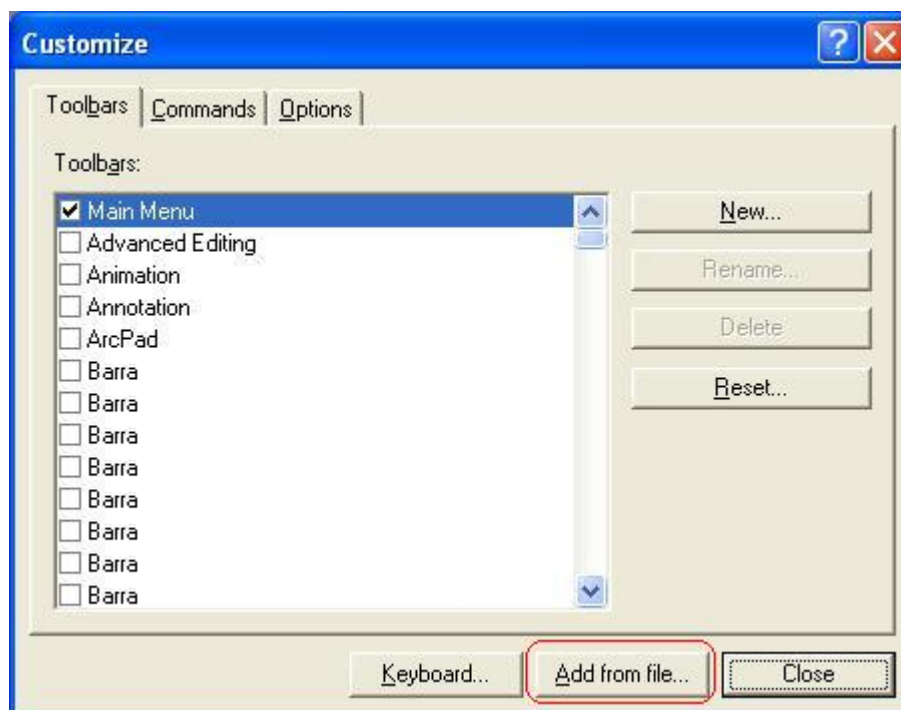 Customize
Toolbars Commands Options
Toolbars:
Main Menu
Advanced Editing
Animation
Annotation
ArcPad
Barra
Barra
Barra
Barra
Barra
Barra
Barra
Barra
New...
Rename...
Delete
Reset...
Keyboard... Add from file... Close